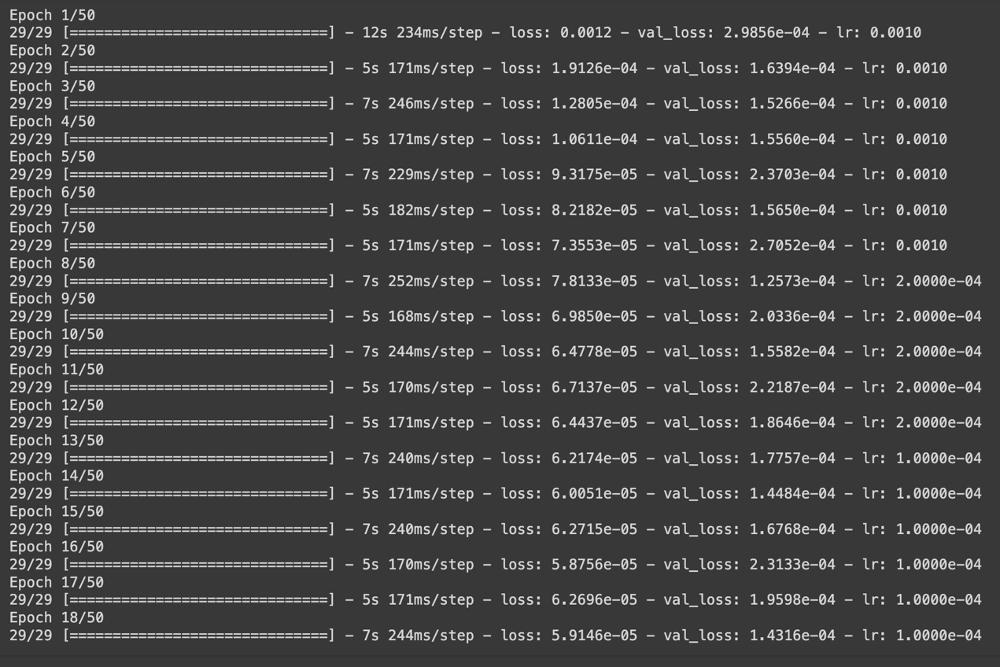 Epoch 1/50
29/29 [==============================] - 12s 234ms/step - loss: 0.0012 - val_loss: 2.9856e-04 - lr: 0.0010
Epoch 2/50
29/29 [==============================] - 5s 171ms/step - loss: 1.9126e-04 - val_loss: 1.6394e-04 - lr: 0.0010
Epoch 3/50
29/29 [==============================] - 7s 246ms/step - loss: 1.2805e-04 - val_loss: 1.5266e-04 - lr: 0.0010
Epoch 4/50
29/29 [==============================] - 5s 171ms/step - loss: 1.0611e-04 - val_loss: 1.5560e-04 - lr: 0.0010
Epoch 5/50
29/29 [==============================] - 7s 229ms/step - loss: 9.3175e-05 - val_loss: 2.3703e-04 - lr: 0.0010
Epoch 6/50
29/29 [==============================] - 5s 182ms/step - loss: 8.2182e-05 - val_loss: 1.5650e-04 - lr: 0.0010
Epoch 7/50
29/29 [==============================] - 5s 171ms/step - loss: 7.3553e-05 - val_loss: 2.7052e-04 - lr: 0.0010
Epoch 8/50
29/29 [==============================] - 7s 252ms/step - loss: 7.8133e-05 - val_loss: 1.2573e-04 - lr: 2.0000e-04
Epoch 9/50
29/29 [==============================] - 5s 168ms/step - loss: 6.9850e-05 - val_loss: 2.0336e-04 - lr: 2.0000e-04
Epoch 10/50
29/29 [==============================] - 7s 244ms/step - loss: 6.4778e-05 - val_loss: 1.5582e-04 - lr: 2.0000e-04
Epoch 11/50
29/29 [==============================] - 5s 170ms/step - loss: 6.7137e-05 - val_loss: 2.2187e-04 - lr: 2.0000e-04
Epoch 12/50
29/29 [==============================] - 5s 171ms/step - loss: 6.4437e-05 - val_loss: 1.8646e-04 - lr: 2.0000e-04
Epoch 13/50
29/29 [==============================] - 7s 240ms/step - loss: 6.2174e-05 - val_loss: 1.7757e-04 - lr: 1.0000e-04
Epoch 14/50
29/29 [==============================] - 5s 171ms/step - loss: 6.0051e-05 - val_loss: 1.4484e-04 - lr: 1.0000e-04
Epoch 15/50
29/29 [==============================] - 7s 240ms/step - loss: 6.2715e-05 - val_loss: 1.6768e-04 - lr: 1.0000e-04
Epoch 16/50
29/29 [==============================] - 5s 170ms/step - loss: 5.8756e-05 - val_loss: 2.3133e-04 - lr: 1.0000e-04
Epoch 17/50
29/29 [==============================] - 5s 171ms/step - loss: 6.2696e-05 - val_loss: 1.9598e-04 - lr: 1.0000e-04
Epoch 18/50
29/29 [==============================] - 7s 244ms/step - loss: 5.9146e-05 - val_loss: 1.4316e-04 - lr: 1.0000e-04